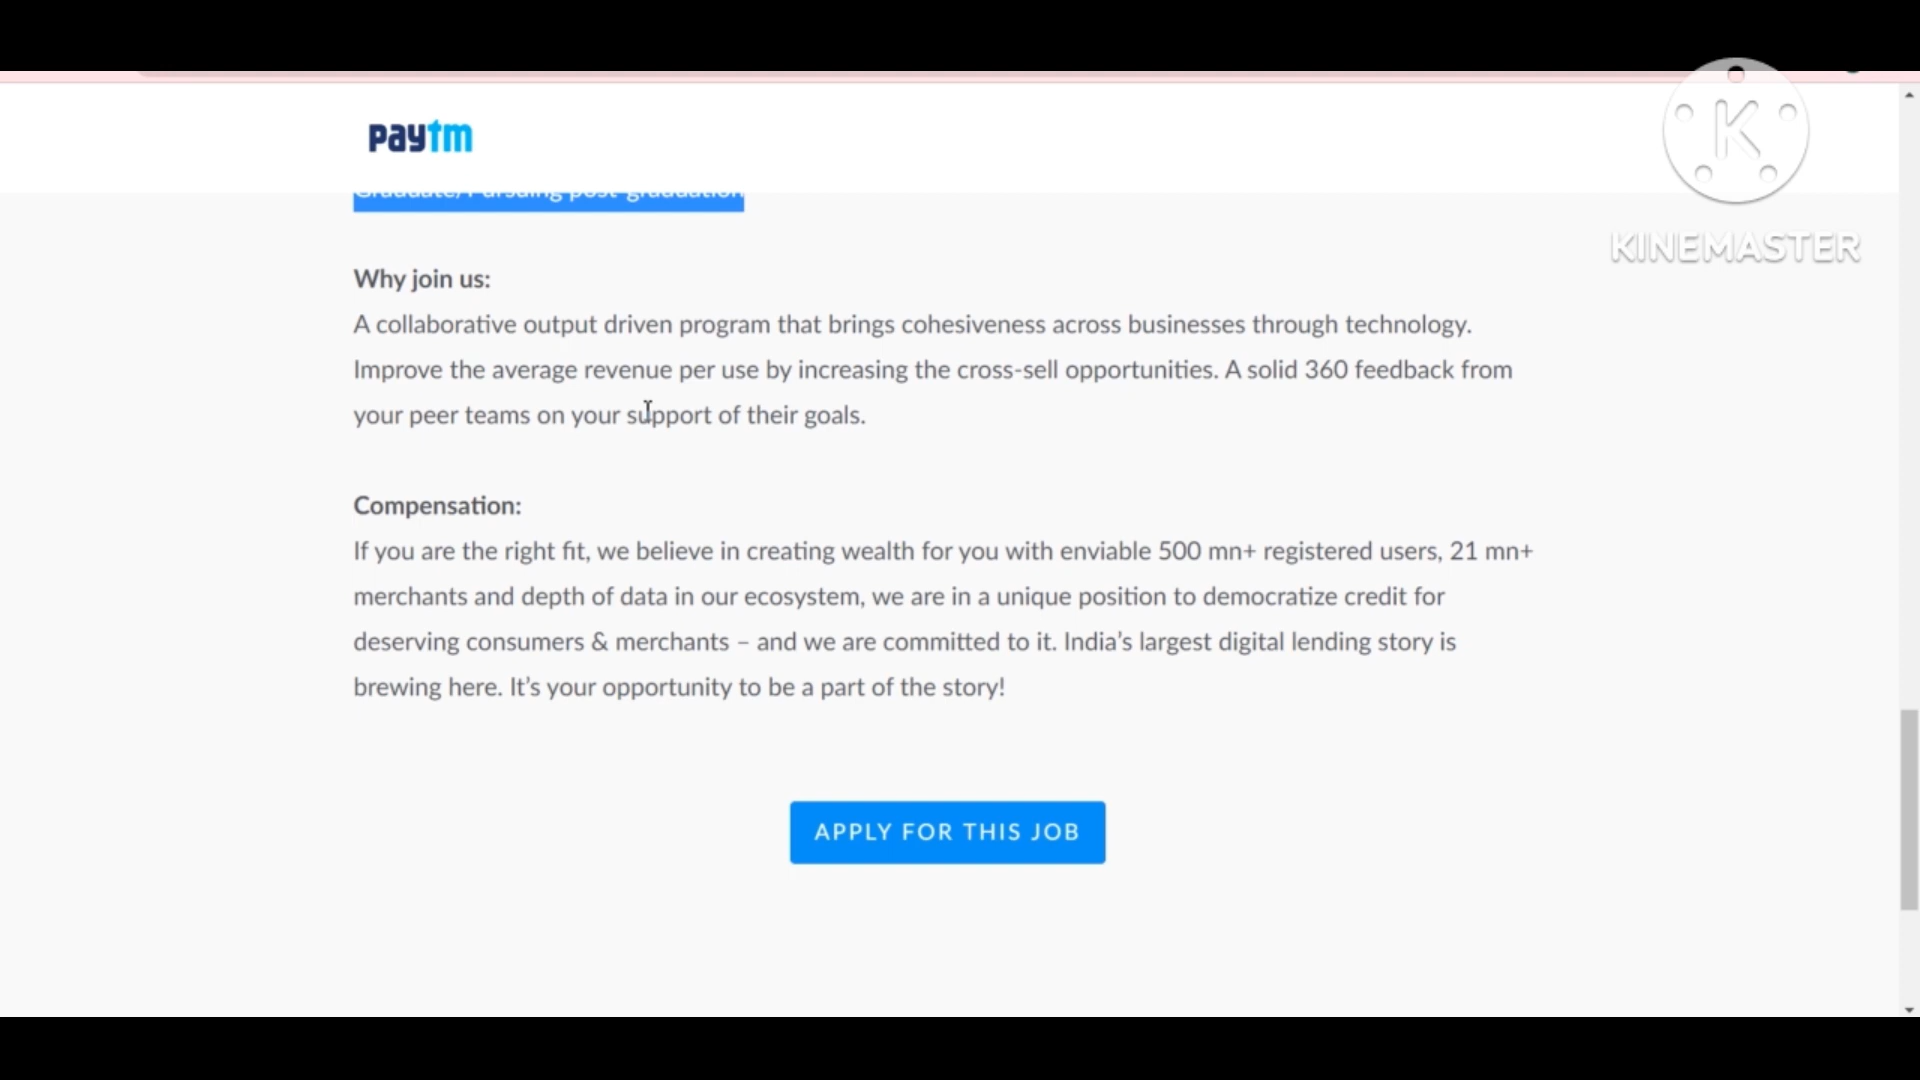 paytm
Graduate/Pursuing post-graduation
K
KINEMASTER
Why join us:
A collaborative output driven program that brings cohesiveness across businesses through technology.
Improve the average revenue per use by increasing the cross-sell opportunities. A solid 360 feedback from
your peer teams on your support of their goals.
Compensation:
If you are the right fit, we believe in creating wealth for you with enviable 500 mn+ registered users, 21 mn+
merchants and depth of data in our ecosystem, we are in a unique position to democratize credit for
deserving consumers & merchants – and we are committed to it. India’s largest digital lending story is
brewing here. It’s your opportunity to be a part of the story!
APPLY FOR THIS JOB